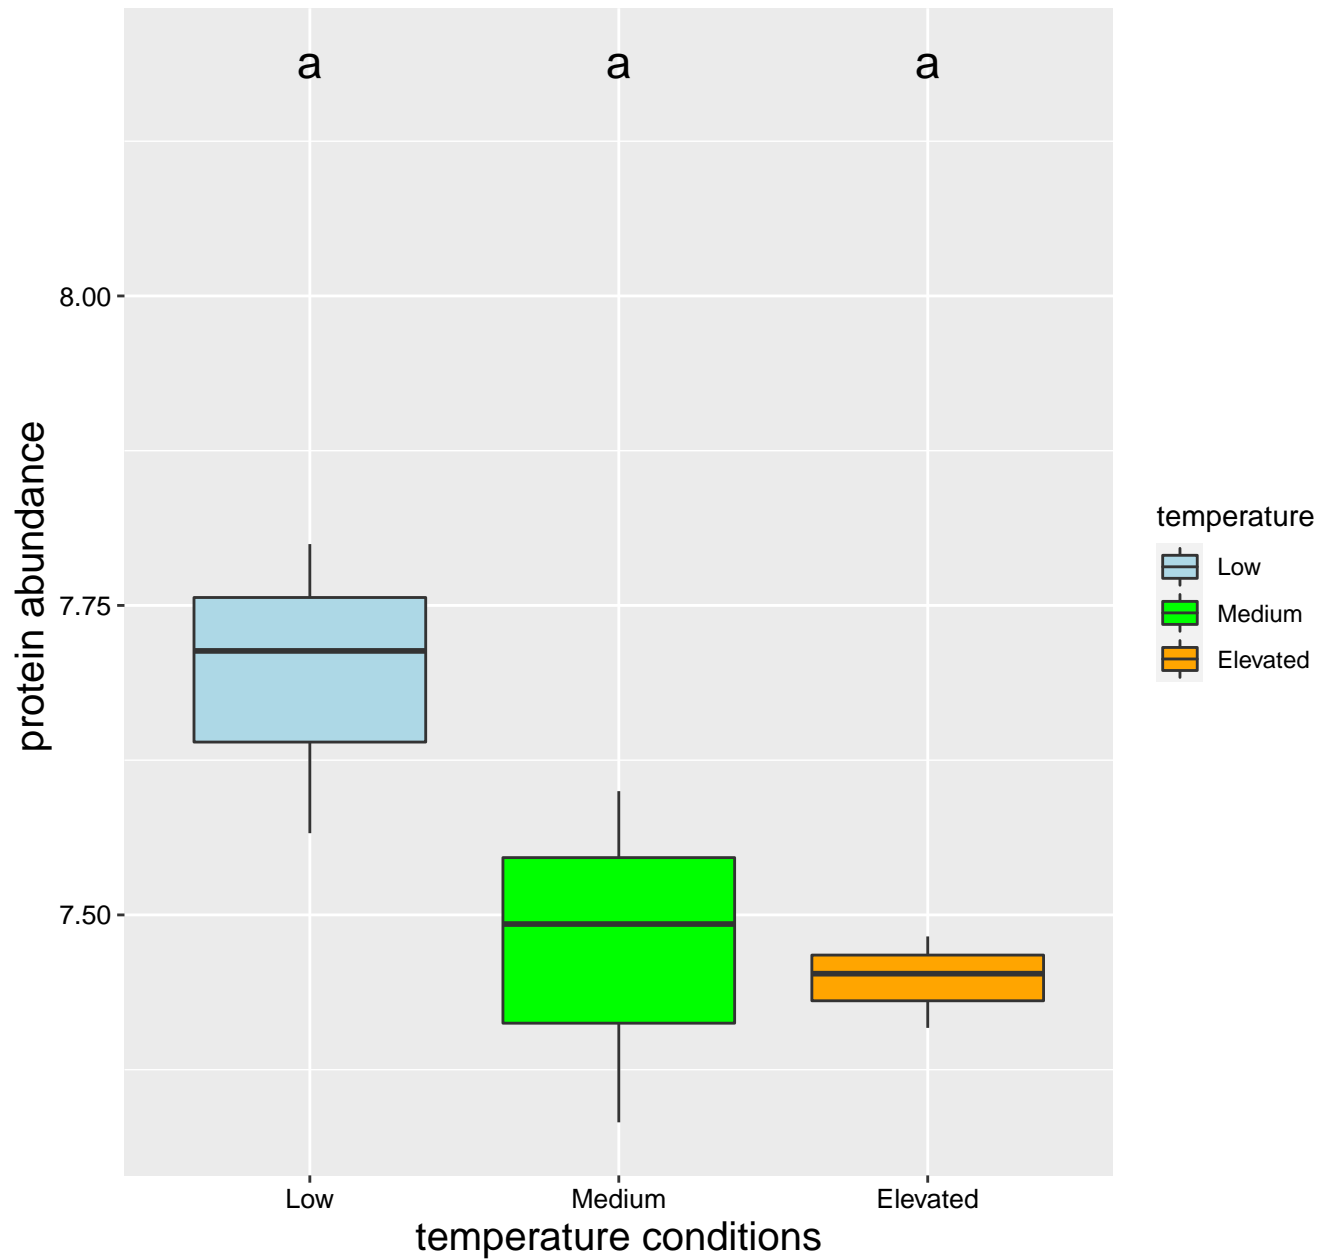 a a a
8.00
7.75
7.50
protein abundance
Low Medium Elevated
temperature conditions
temperature
Low
Medium
Elevated